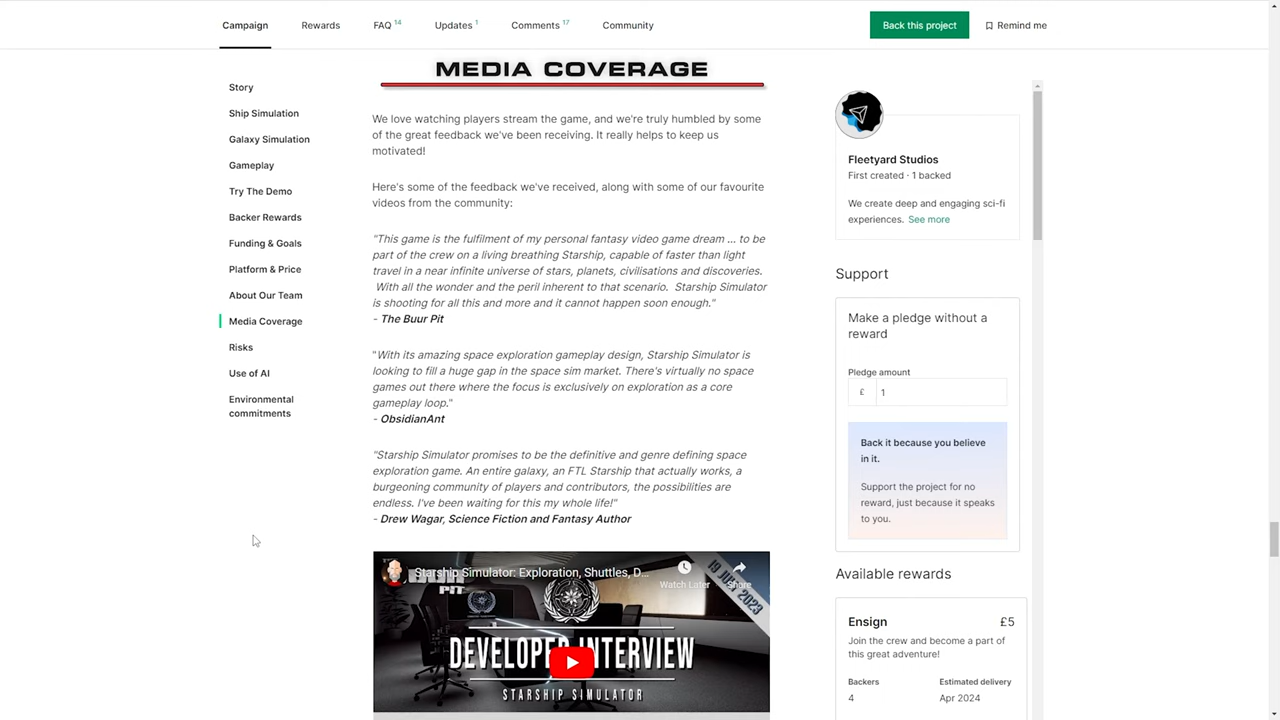 Campaign
Rewards
FAQ 14
Updates 1
Comments 17
Community
Back this project
Remind me
Story
Ship Simulation
Galaxy Simulation
Gameplay
Try The Demo
Backer Rewards
Funding & Goals
Platform & Price
About Our Team
Media Coverage
Risks
Use of AI
Environmental
commitments
MEDIA COVERAGE
We love watching players stream the game, and we're truly humbled by some
of the great feedback we've been receiving. It really helps to keep us
motivated!
Here's some of the feedback we've received, along with some of our favourite
videos from the community:
"This game is the fulfilment of my personal fantasy video game dream ... to be
part of the crew on a living breathing Starship, capable of faster than light
travel in a near infinite universe of stars, planets, civilisations and discoveries.
With all the wonder and the peril inherent to that scenario. Starship Simulator
is shooting for all this and more and it cannot happen soon enough."
- The Buur Pit
"With its amazing space exploration gameplay design, Starship Simulator is
looking to fill a huge gap in the space sim market. There's virtually no space
games out there where the focus is exclusively on exploration as a core
gameplay loop."
- ObsidianAnt
"Starship Simulator promises to be the definitive and genre defining space
exploration game. An entire galaxy, an FTL Starship that actually works, a
burgeoning community of players and contributors, the possibilities are
endless. I've been waiting for this my whole life!"
- Drew Wagar, Science Fiction and Fantasy Author
Starship Simulator: Exploration, Shuttles, D...
Watch Later
Share
PIT
19 JUL 2023
DEVELOPER INTERVIEW
STARSHIP SIMULATOR
Fleetyard Studios
First created · 1 backed
We create deep and engaging sci-fi
experiences. See more
Support
Make a pledge without a
reward
Pledge amount
£ 1
Back it because you believe
in it.
Support the project for no
reward, just because it speaks
to you.
Available rewards
Ensign £5
Join the crew and become a part of
this great adventure!
Backers
4
Estimated delivery
Apr 2024